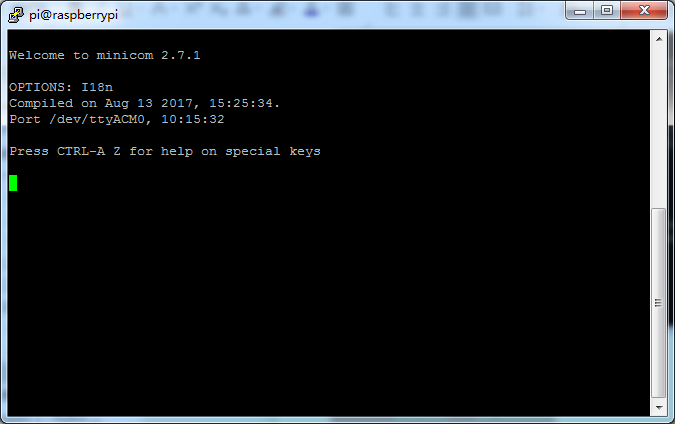 pi@raspberrypi
Welcome to minicom 2.7.1
OPTIONS: I18n
Compiled on Aug 13 2017, 15:25:34.
Port /dev/ttyACM0, 10:15:32
Press CTRL-A Z for help on special keys